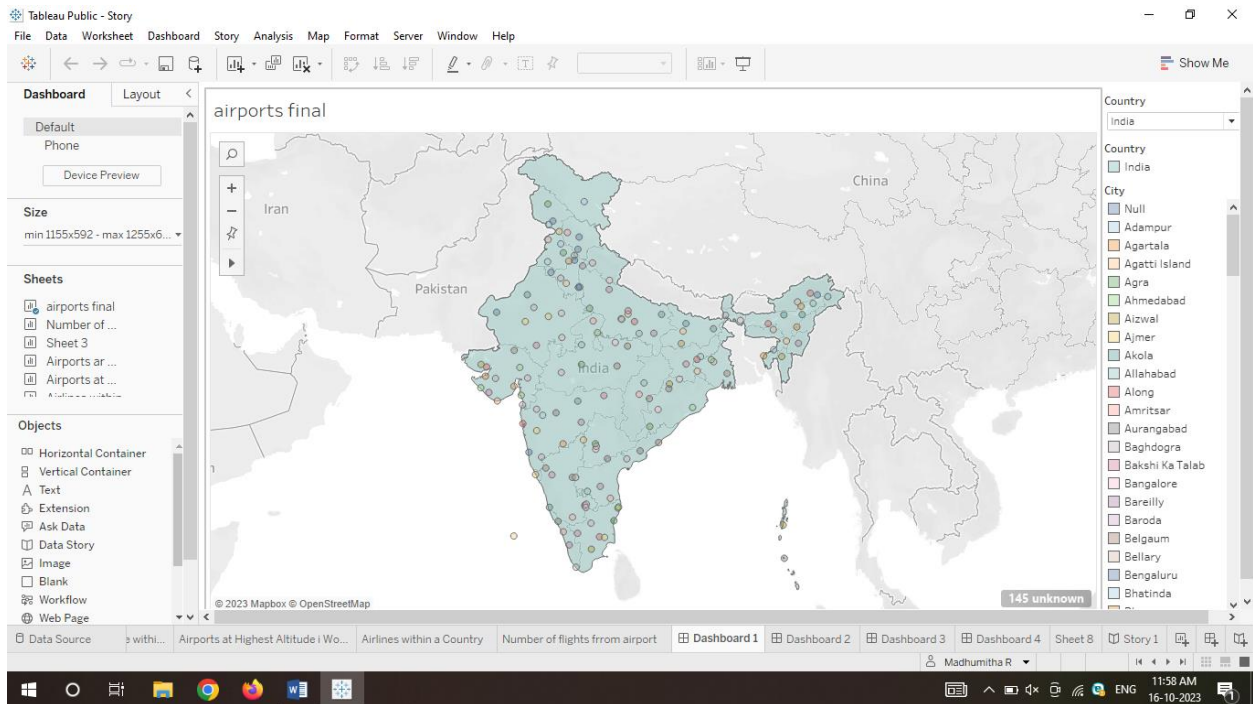 Tableau Public - Story
File Data Worksheet Dashboard Story Analysis Map Format Server Window Help
Show Me
Dashboard Layout
Default
Phone
Device Preview
Size
min 1155x592 - max 1255x6...
Sheets
airports final
Number of ...
Sheet 3
Airports ar ...
Airports at ...
Objects
Horizontal Container
Vertical Container
Text
Extension
Ask Data
Data Story
Image
Blank
Workflow
Web Page
airports final
Iran
China
Pakistan
India
© 2023 Mapbox © OpenStreetMap
145 unknown
Country
India
Country
India
City
Null
Adampur
Agartala
Agatti Island
Agra
Ahmedabad
Aizwal
Ajmer
Akola
Allahabad
Along
Amritsar
Aurangabad
Baghdogra
Bakshi Ka Talab
Bangalore
Bareilly
Baroda
Belgaum
Bellary
Bengaluru
Bhatinda
Data Source e withi... Airports at Highest Altitude i Wo... Airlines within a Country Number of flights frrom airport Dashboard 1 Dashboard 2 Dashboard 3 Dashboard 4 Sheet 8 Story 1
Madhumitha R
ENG
11:58 AM
16-10-2023